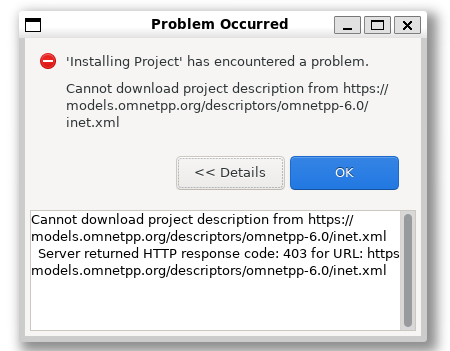 Problem Occurred
'Installing Project' has encountered a problem.
Cannot download project description from https://
models.omnetpp.org/descriptors/omnetpp-6.0/
inet.xml
<< Details
OK
Cannot download project description from https://
models.omnetpp.org/descriptors/omnetpp-6.0/inet.xml
Server returned HTTP response code: 403 for URL: https
models.omnetpp.org/descriptors/omnetpp-6.0/inet.xml